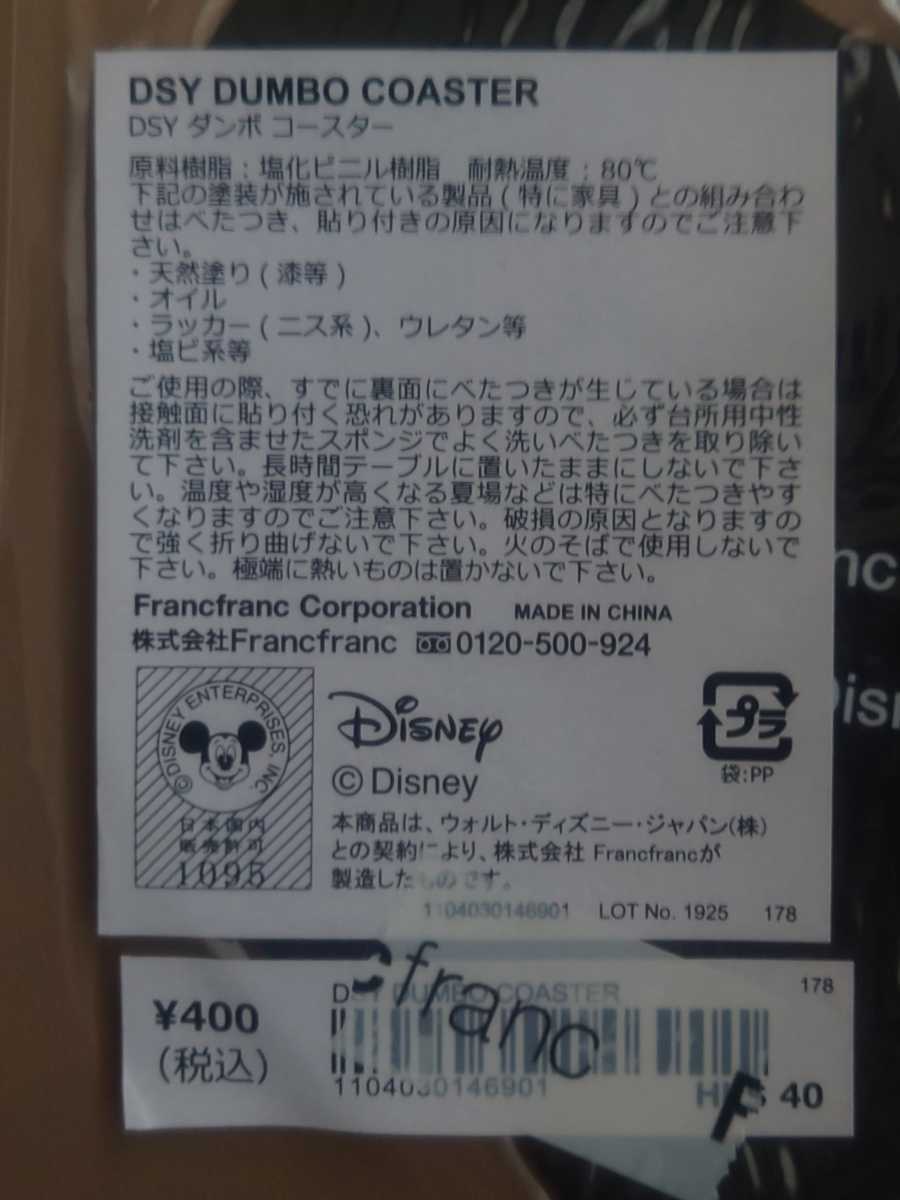 DSY DUMBO COASTER
DSY ダンボ コースター
原料樹脂：塩化ビニル樹脂　耐熱温度：80℃
下記の塗装が施されている製品(特に家具)との組み合わ
せはべたつき、貼り付きの原因になりますのでご注意下
さい。
・天然塗り(漆等)
・オイル
・ラッカー(ニス系)、ウレタン等
・塩ビ系等
ご使用の際、すでに裏面にべたつきが生じている場合は
接触面に貼り付く恐れがありますので、必ず台所用中性
洗剤を含ませたスポンジでよく洗いべたつきを取り除い
て下さい。長時間テーブルに置いたままにしないで下さ
い。温度や湿度が高くなる夏場などは特にべたつきやす
くなりますのでご注意下さい。破損の原因となりますの
で強く折り曲げないで下さい。火のそばで使用しないで
下さい。極端に熱いものは置かないで下さい。
Francfranc Corporation MADE IN CHINA
株式会社Francfranc 0120-500-924
©DISNEY ENTERPRISES, INC.
日本国内
販売許可
1095
Disney
©Disney
プラ
袋:PP
本商品は、ウォルト・ディズニー・ジャパン(株)
との契約により、株式会社 Francfrancが
製造したものです。
1104030146901 LOT No. 1925 178
¥400
(税込)
DSY DUMBO COASTER 178
1104030146901
40
franc
F
nc